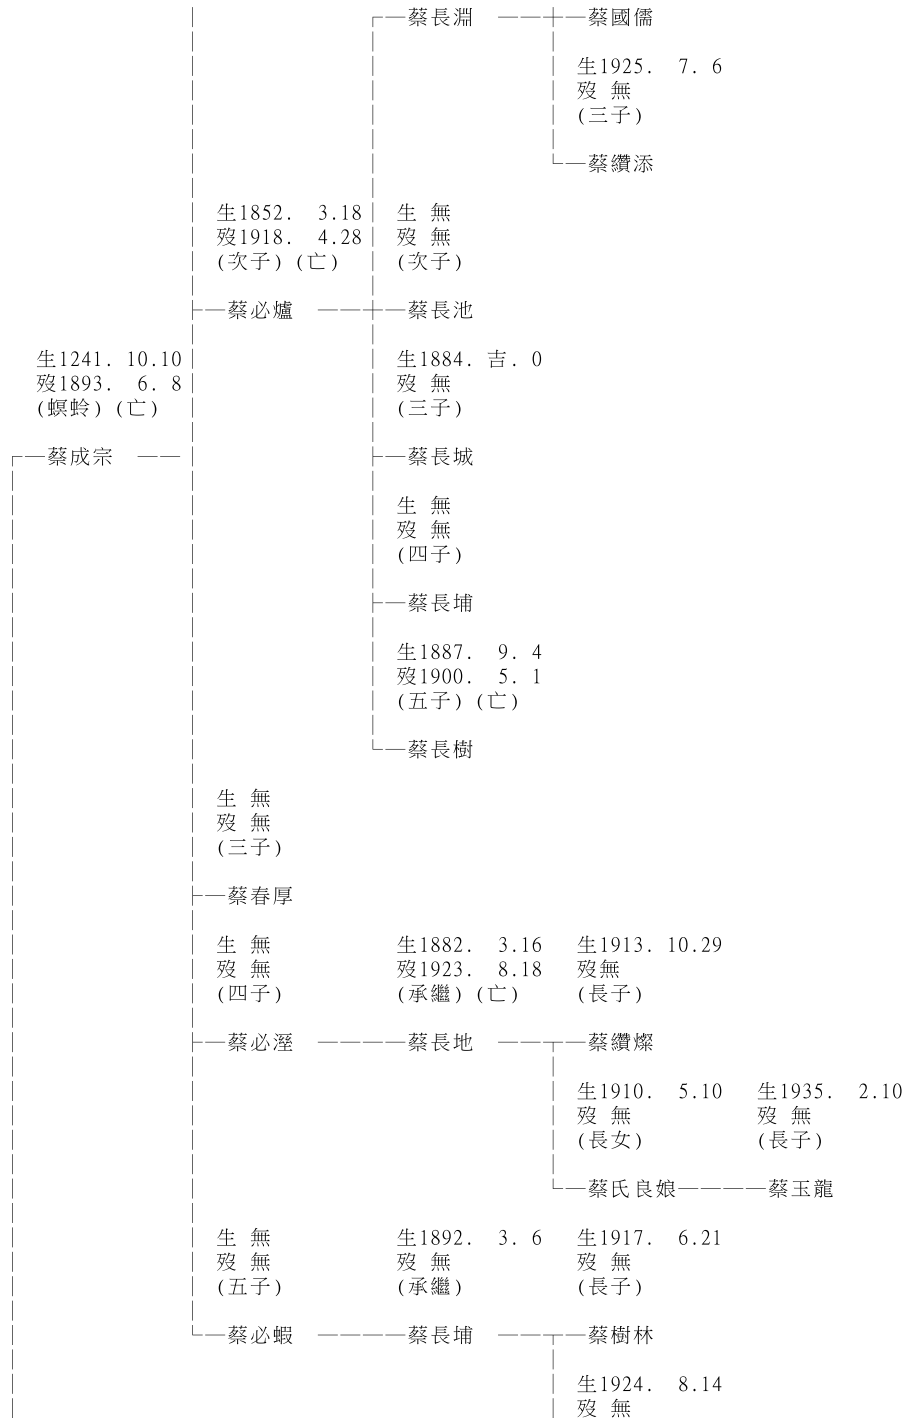 蔡長淵 蔡國儒
生1925. 7. 6
歿 無
(三子)
蔡纘添
生1852. 3.18 生 無
歿1918. 4.28 歿 無
(次子)(亡) (次子)
蔡必爐 蔡長池
生1241. 10.10 生1884. 吉. 0
歿1893. 6. 8 歿 無
(螟蛉)(亡) (三子)
蔡成宗 蔡長城
生 無
歿 無
(四子)
蔡長埔
生1887. 9. 4
歿1900. 5. 1
(五子)(亡)
蔡長樹
生 無
歿 無
(三子)
蔡春厚
生 無 生1882. 3.16 生1913. 10.29
歿 無 歿1923. 8.18 歿無
(四子) (承繼)(亡) (長子)
蔡必溼 蔡長地 蔡纘燦
生1910. 5.10 生1935. 2.10
歿 無 歿 無
(長女) (長子)
蔡氏良娘 蔡玉龍
生 無 生1892. 3. 6 生1917. 6.21
歿 無 歿 無 歿 無
(五子) (承繼) (長子)
蔡必蝦 蔡長埔 蔡樹林
生1924. 8.14
歿 無